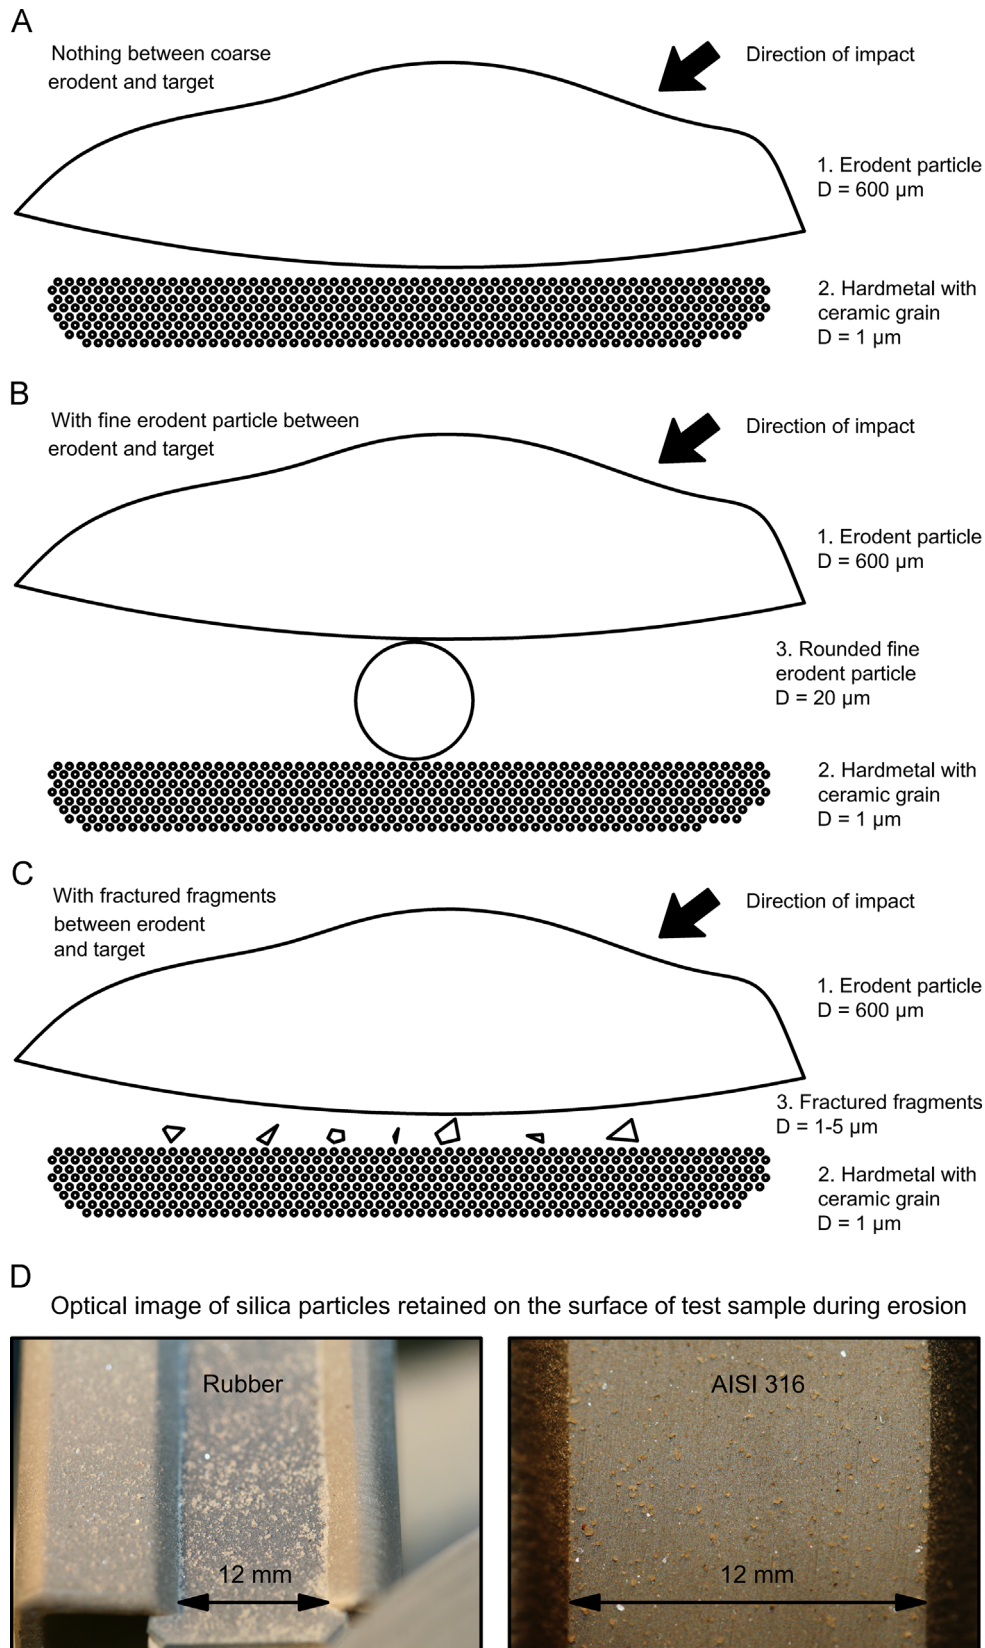 A
Nothing between coarse
erodent and target
Direction of impact
1. Erodent particle
D = 600 µm
2. Hardmetal with
ceramic grain
D = 1 µm
B
With fine erodent particle between
erodent and target
Direction of impact
1. Erodent particle
D = 600 µm
3. Rounded fine
erodent particle
D = 20 µm
2. Hardmetal with
ceramic grain
D = 1 µm
C
With fractured fragments
between erodent
and target
Direction of impact
1. Erodent particle
D = 600 µm
3. Fractured fragments
D = 1-5 µm
2. Hardmetal with
ceramic grain
D = 1 µm
D
Optical image of silica particles retained on the surface of test sample during erosion
Rubber
12 mm
AISI 316
12 mm